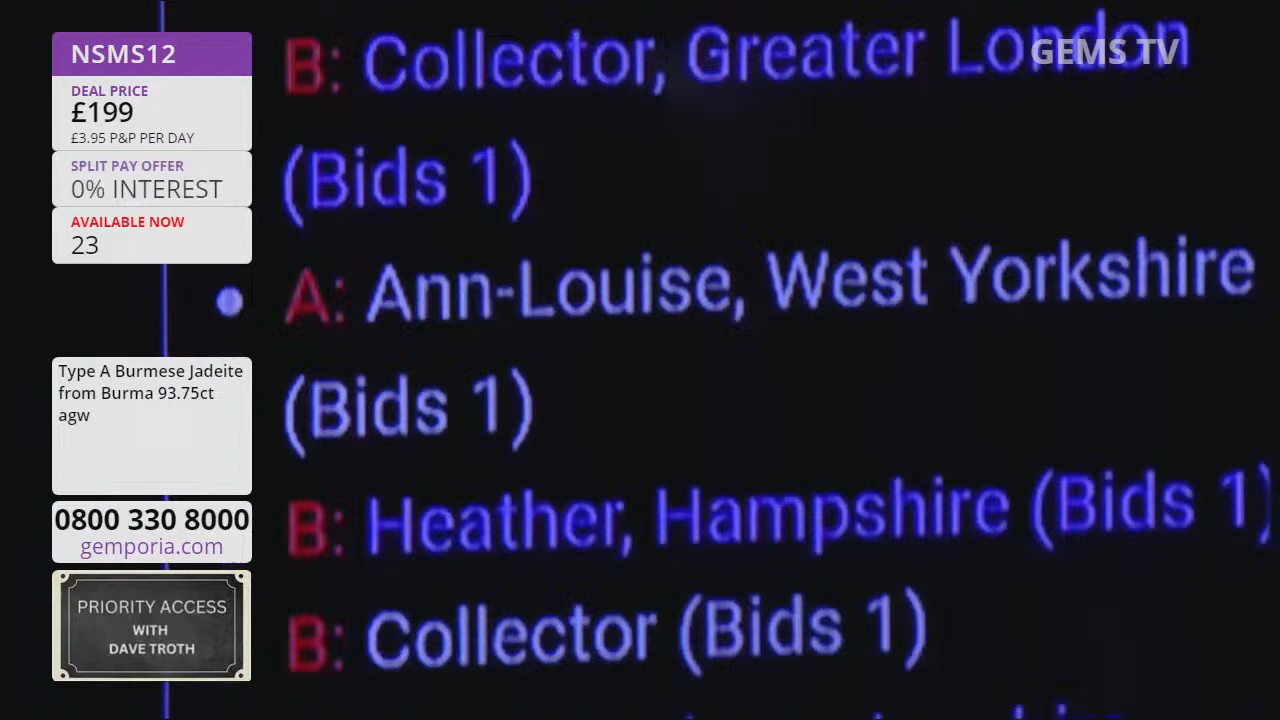 NSMS12
DEAL PRICE
£199
£3.95 P&P PER DAY
SPLIT PAY OFFER
0% INTEREST
AVAILABLE NOW
23
Type A Burmese Jadeite
from Burma 93.75ct
agw
0800 330 8000
gemporia.com
PRIORITY ACCESS
WITH
DAVE TROTH
GEMS TV
B: Collector, Greater London
(Bids 1)
A: Ann-Louise, West Yorkshire
(Bids 1)
B: Heather, Hampshire (Bids 1)
B: Collector (Bids 1)